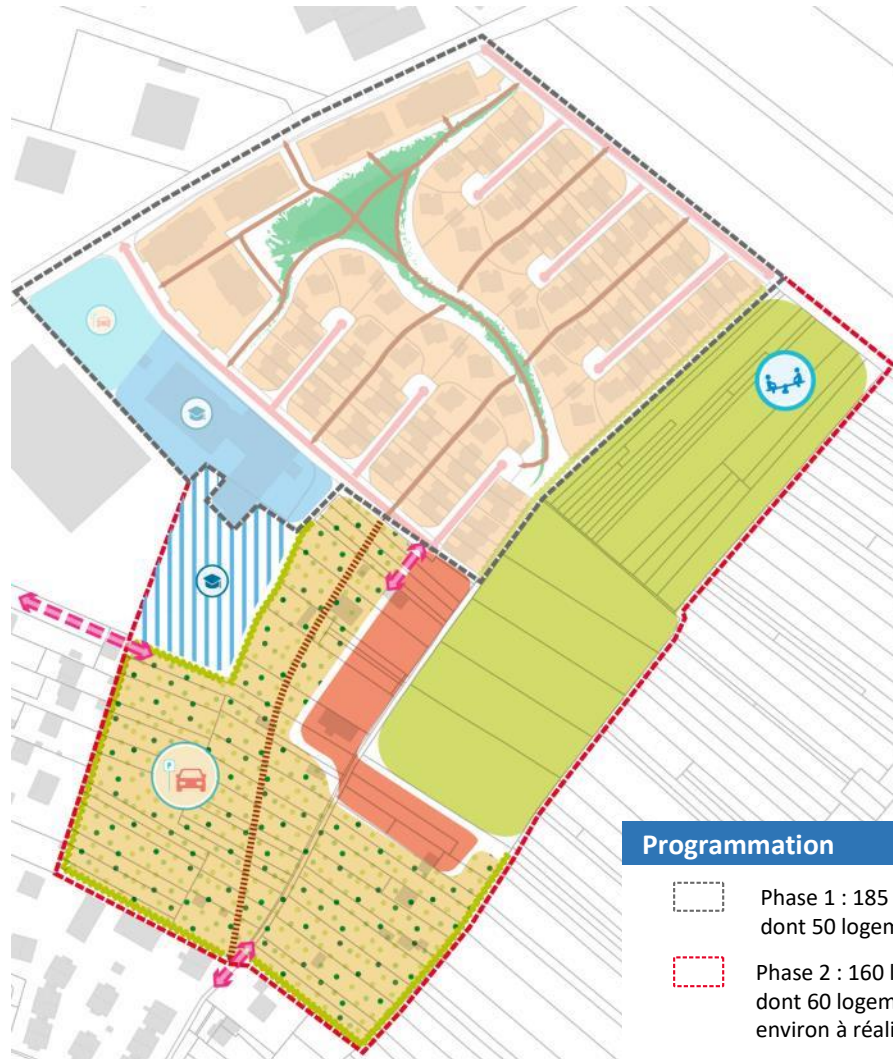 Programmation
Phase 1 : 185
dont 50 logem
Phase 2 : 160 l
dont 60 logem
environ à réali
P